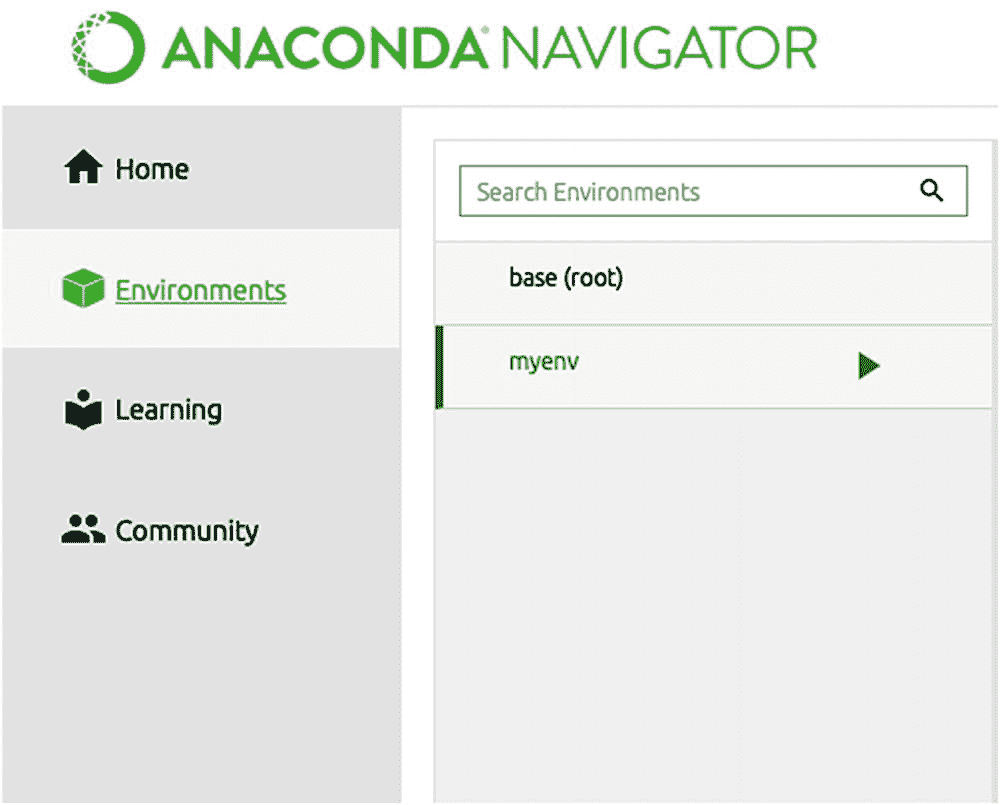 ANACONDA® NAVIGATOR
Home
Environments
Learning
Community
Search Environments
base (root)
myenv